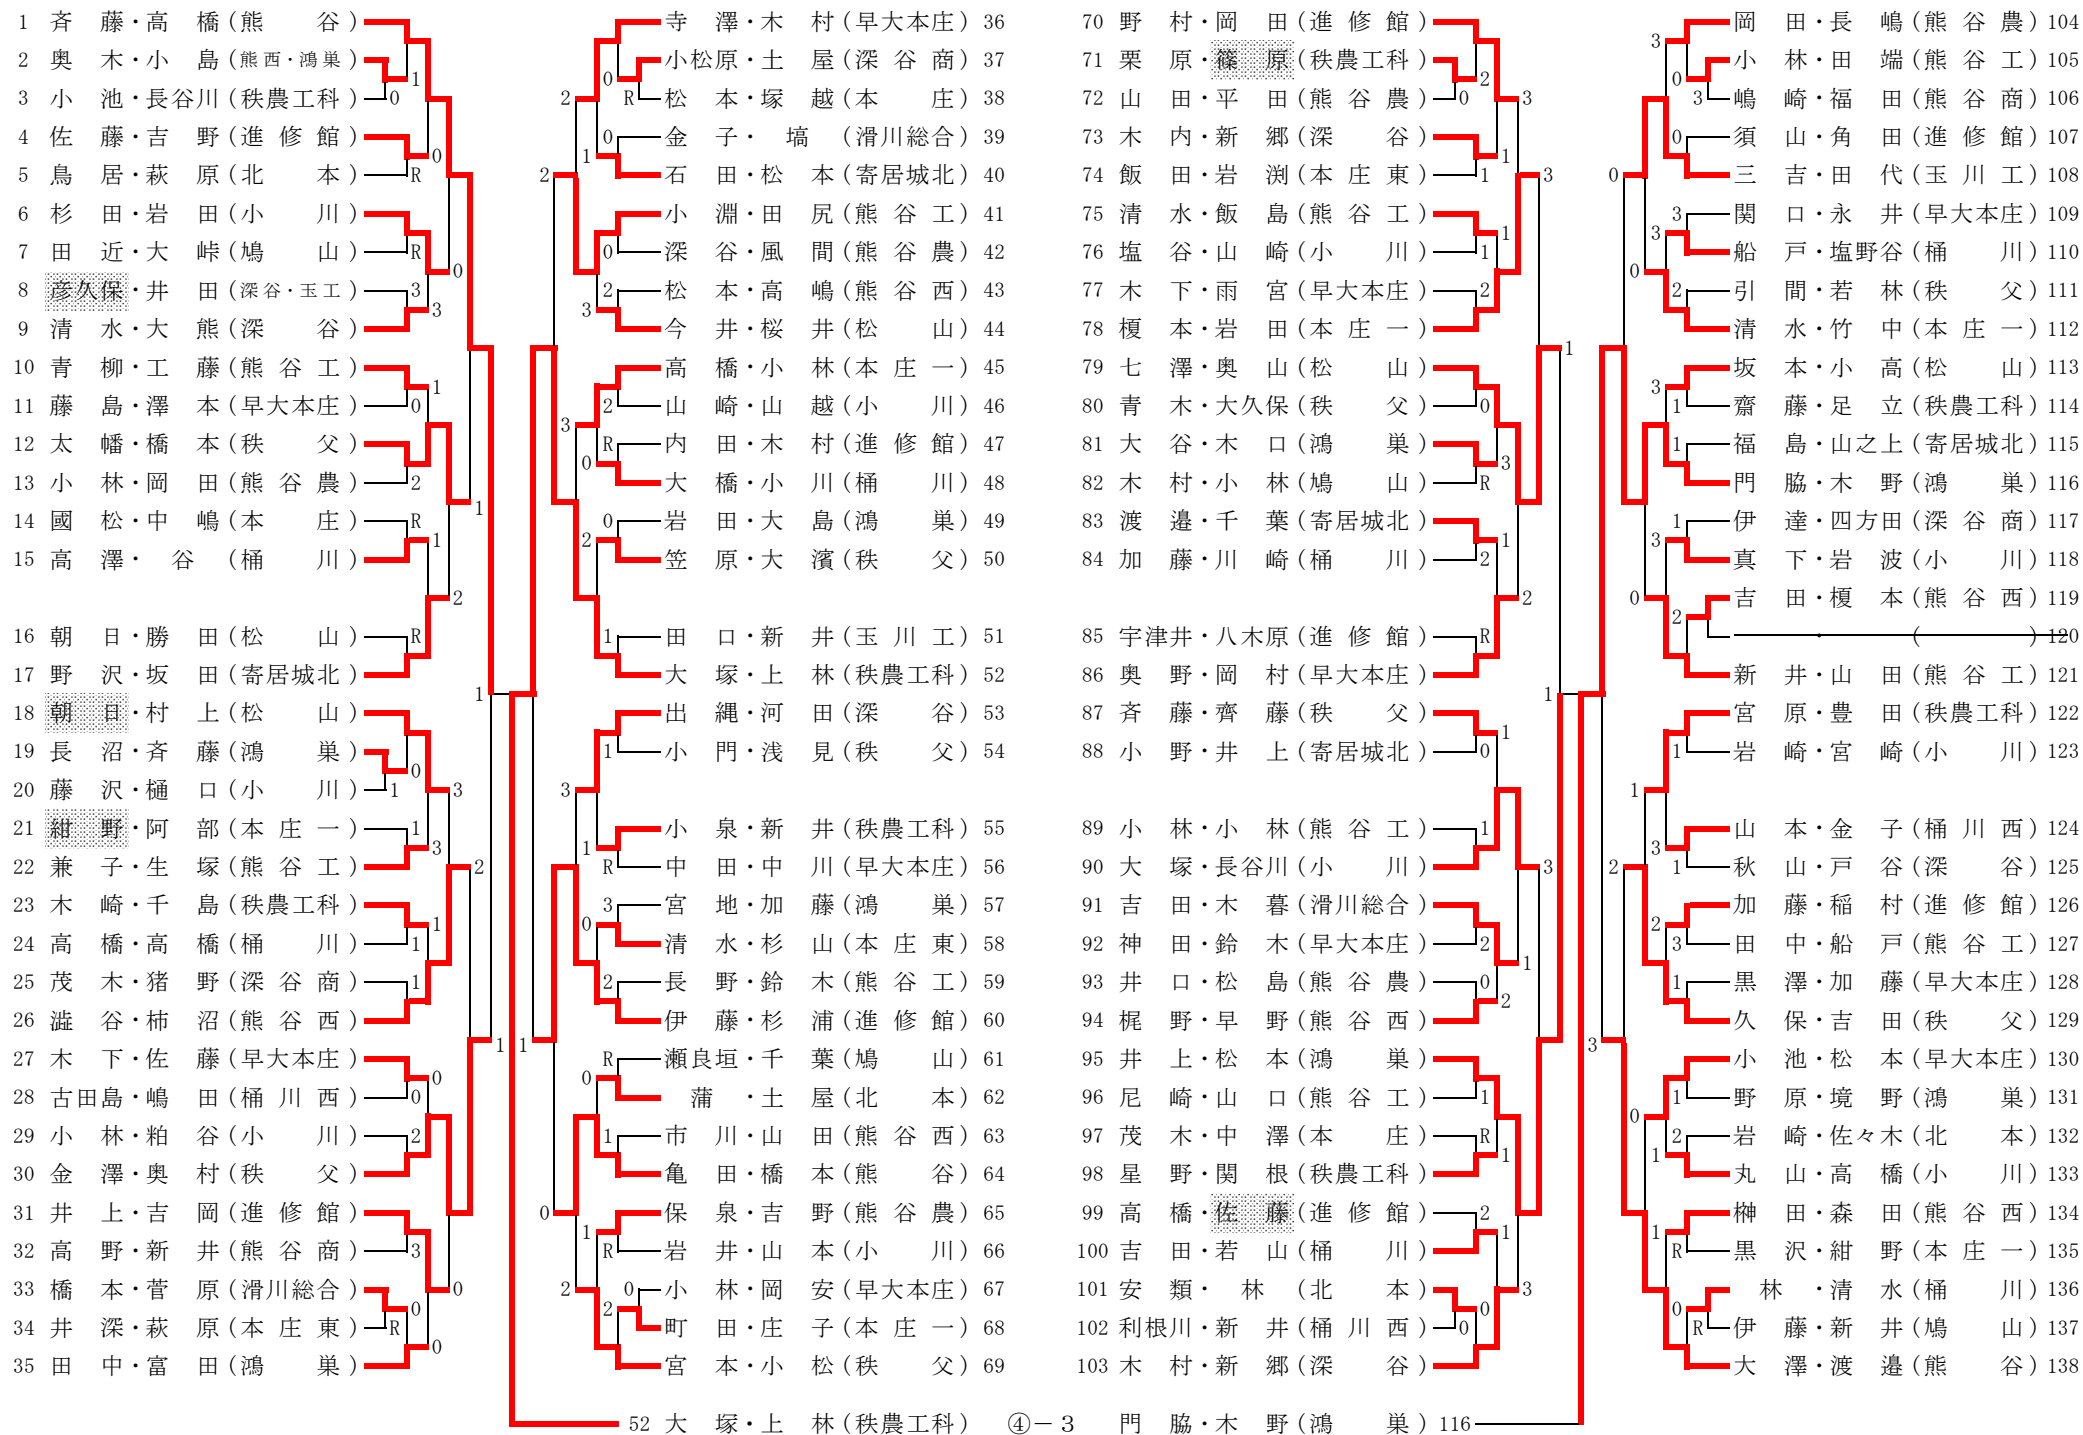 1 斉藤・高橋(熊谷)
2 奥木・小島(熊西・鴻巣)
3 小池・長谷川(秩農工科)
4 佐藤・吉野(進修館)
5 鳥居・萩原(北本)
6 杉田・岩田(小川)
7 田近・大峠(鳩山)
8 彦久保・井田(深谷・玉工)
9 清水・大熊(深谷)
10 青柳・工藤(熊谷工)
11 藤島・澤本(早大本庄)
12 太幡・橋本(秩父)
13 小林・岡田(熊谷農)
14 國松・中嶋(本庄)
15 高澤・谷(桶川)
16 朝日・勝田(松山)
17 野沢・坂田(寄居城北)
18 朝日・村上(松山)
19 長沼・斉藤(鴻巣)
20 藤沢・樋口(小川)
21 紺野・阿部(本庄一)
22 兼子・生塚(熊谷工)
23 木崎・千島(秩農工科)
24 高橋・高橋(桶川)
25 茂木・猪野(深谷商)
26 澁谷・柿沼(熊谷西)
27 木下・佐藤(早大本庄)
28 古田島・嶋田(桶川西)
29 小林・粕谷(小川)
30 金澤・奥村(秩父)
31 井上・吉岡(進修館)
32 高野・新井(熊谷商)
33 橋本・菅原(滑川総合)
34 井深・萩原(本庄東)
35 田中・富田(鴻巣)
寺澤・木村(早大本庄) 36
小松原・土屋(深谷商) 37
松本・塚越(本庄) 38
金子・塙(滑川総合) 39
石田・松本(寄居城北) 40
小淵・田尻(熊谷工) 41
深谷・風間(熊谷農) 42
松本・高嶋(熊谷西) 43
今井・桜井(松山) 44
高橋・小林(本庄一) 45
山崎・山越(小川) 46
内田・木村(進修館) 47
大橋・小川(桶川) 48
岩田・大島(鴻巣) 49
笠原・大濱(秩父) 50
田口・新井(玉川工) 51
大塚・上林(秩農工科) 52
出縄・河田(深谷) 53
小門・浅見(秩父) 54
小泉・新井(秩農工科) 55
中田・中川(早大本庄) 56
宮地・加藤(鴻巣) 57
清水・杉山(本庄東) 58
長野・鈴木(熊谷工) 59
伊藤・杉浦(進修館) 60
瀬良垣・千葉(鳩山) 61
蒲・土屋(北本) 62
市川・山田(熊谷西) 63
亀田・橋本(熊谷) 64
保泉・吉野(熊谷農) 65
岩井・山本(小川) 66
小林・岡安(早大本庄) 67
町田・庄子(本庄一) 68
宮本・小松(秩父) 69
70 野村・岡田(進修館)
71 栗原・篠原(秩農工科)
72 山田・平田(熊谷農)
73 木内・新郷(深谷)
74 飯田・岩渕(本庄東)
75 清水・飯島(熊谷工)
76 塩谷・山崎(小川)
77 木下・雨宮(早大本庄)
78 榎本・岩田(本庄一)
79 七澤・奥山(松山)
80 青木・大久保(秩父)
81 大谷・木口(鴻巣)
82 木村・小林(鳩山)
83 渡邉・千葉(寄居城北)
84 加藤・川崎(桶川)
85 宇津井・八木原(進修館)
86 奥野・岡村(早大本庄)
87 斉藤・齊藤(秩父)
88 小野・井上(寄居城北)
89 小林・小林(熊谷工)
90 大塚・長谷川(小川)
91 吉田・木暮(滑川総合)
92 神田・鈴木(早大本庄)
93 井口・松島(熊谷農)
94 梶野・早野(熊谷西)
95 井上・松本(鴻巣)
96 尼崎・山口(熊谷工)
97 茂木・中澤(本庄)
98 星野・関根(秩農工科)
99 高橋・佐藤(進修館)
100 吉田・若山(桶川)
101 安類・林(北本)
102 利根川・新井(桶川西)
103 木村・新郷(深谷)
岡田・長嶋(熊谷農) 104
小林・田端(熊谷工) 105
嶋崎・福田(熊谷商) 106
須山・角田(進修館) 107
三吉・田代(玉川工) 108
関口・永井(早大本庄) 109
船戸・塩野谷(桶川) 110
引間・若林(秩父) 111
清水・竹中(本庄一) 112
坂本・小高(松山) 113
齋藤・足立(秩農工科) 114
福島・山之上(寄居城北) 115
門脇・木野(鴻巣) 116
伊達・四方田(深谷商) 117
真下・岩波(小川) 118
吉田・榎本(熊谷西) 119
・( ) 120
新井・山田(熊谷工) 121
宮原・豊田(秩農工科) 122
岩崎・宮崎(小川) 123
山本・金子(桶川西) 124
秋山・戸谷(深谷) 125
加藤・稲村(進修館) 126
田中・船戸(熊谷工) 127
黒澤・加藤(早大本庄) 128
久保・吉田(秩父) 129
小池・松本(早大本庄) 130
野原・境野(鴻巣) 131
岩崎・佐々木(北本) 132
丸山・高橋(小川) 133
榊田・森田(熊谷西) 134
黒沢・紺野(本庄一) 135
林・清水(桶川) 136
伊藤・新井(鳩山) 137
大澤・渡邉(熊谷) 138
52 大塚・上林(秩農工科) ④－3 門脇・木野(鴻巣) 116